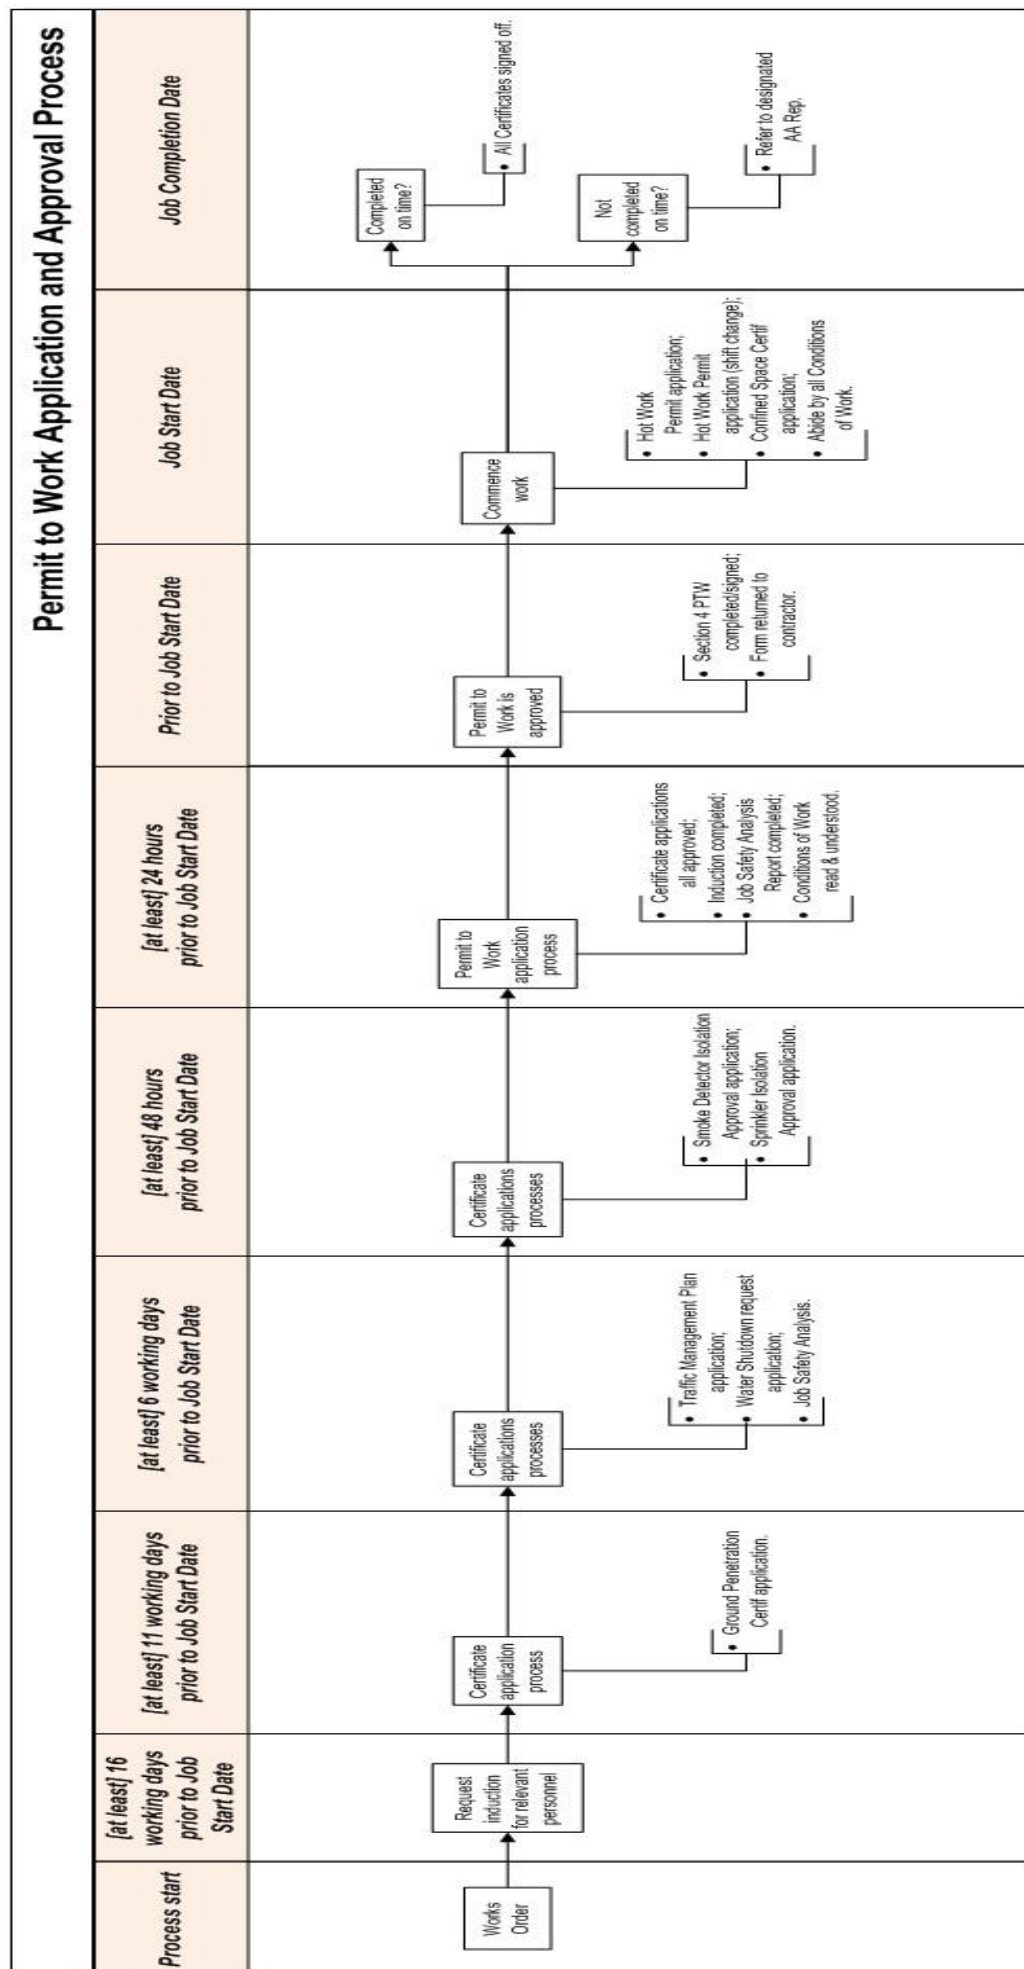 Permit to Work Application and Approval Process
Process start
[at least] 16
working days
prior to Job
Start Date
[at least] 11 working days
prior to Job Start Date
[at least] 6 working days
prior to Job Start Date
[at least] 48 hours
prior to Job Start Date
[at least] 24 hours
prior to Job Start Date
Prior to Job Start Date
Job Start Date
Job Completion Date
Works
Order
Request
induction
for relevant
personnel
Certificate
application
process
• Ground Penetration
Certif application.
Certificate
applications
processes
• Traffic Management Plan
application;
• Water Shutdown request
application;
• Job Safety Analysis.
Certificate
applications
processes
• Smoke Detector Isolation
Approval application;
• Sprinkler Isolation
Approval application.
Permit to
Work
application
process
• Certificate applications
all approved;
• Induction completed;
• Job Safety Analysis
Report completed;
• Conditions of Work
read & understood.
Permit to
Work is
approved
• Section 4 PTW
completed/signed;
• Form returned to
contractor.
Commence
work
• Hot Work
Permit application;
• Hot Work Permit
application (shift change);
• Confined Space Certif
application;
• Abide by all Conditions
of Work.
Completed
on time?
• All Certificates signed off.
Not
completed
on time?
• Refer to designated
AA Rep.